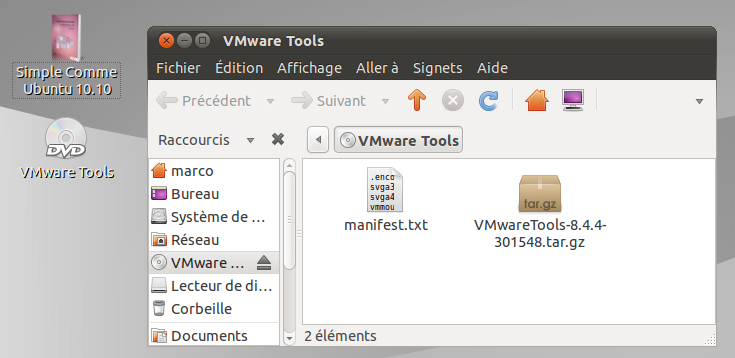 Simple Comme
Ubuntu 10.10
DVD
VMware Tools
VMware Tools
Fichier Édition Affichage Aller à Signets Aide
Précédent Suivant
Raccourcis
VMware Tools
marco
Bureau
Système de ...
Réseau
VMware ...
Lecteur de di...
Corbeille
Documents
.enco
svga3
svga4
vmmou
manifest.txt
tar.gz
VMwareTools-8.4.4-
301548.tar.gz
2 éléments